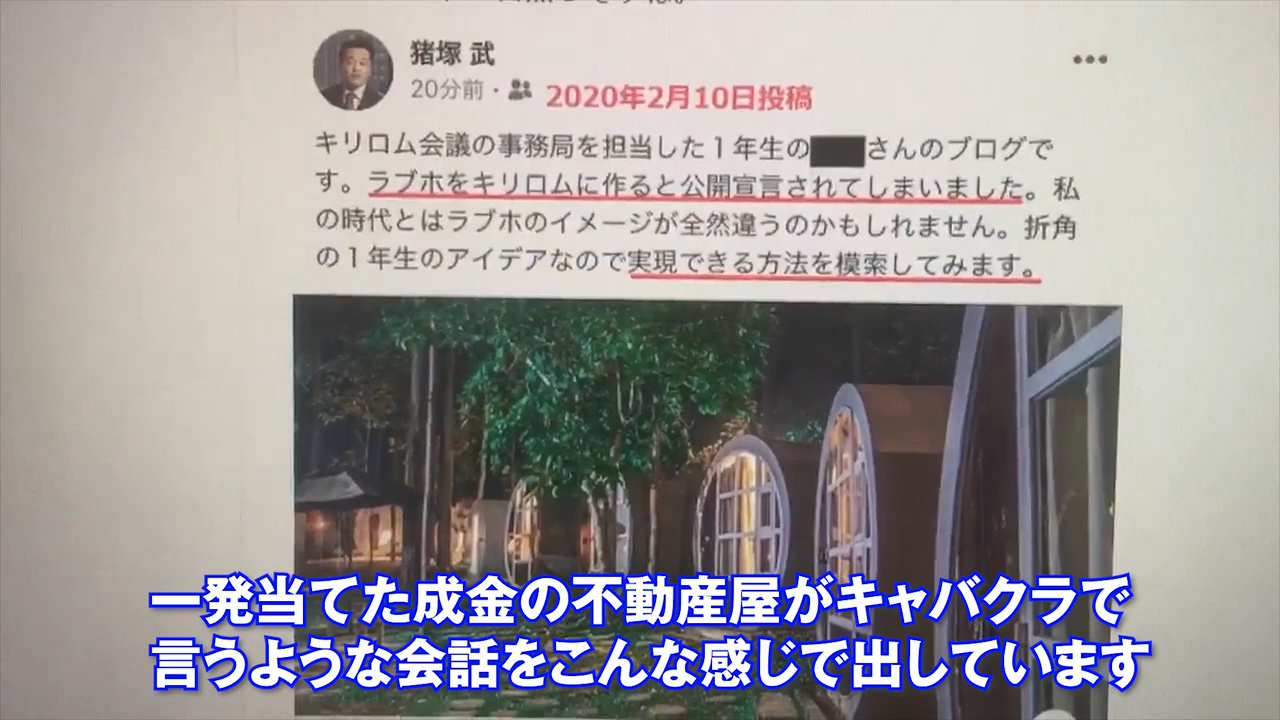 猪塚 武
20分前・
2020年2月10日投稿
キリロム会議の事務局を担当した１年生の
さんのブログで
す。ラブホをキリロムに作ると公開宣言されてしまいました。私
の時代とはラブホのイメージが全然違うのかもしれません。折角
の１年生のアイデアなので実現できる方法を模索してみます。
一発当てた成金の不動産屋がキャバクラで
言うような会話をこんな感じで出しています